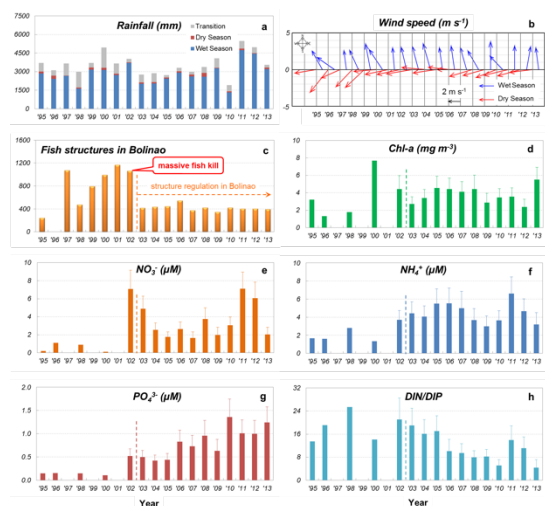 Rainfall (mm)
a
Transition
Dry Season
Wet Season
7500
6000
4500
3000
1500
0
'95 '96 '97 '98 '99 '00 '01 '02 '03 '04 '05 '06 '07 '08 '09 '10 '11 '12 '13
Wind speed (m s-1)
b
5
0
-5
2 m s-1
Wet Season
Dry Season
'95 '96 '97 '98 '99 '00 '01 '02 '03 '04 '05 '06 '07 '08 '09 '10 '11 '12 '13
Fish structures in Bolinao
c
massive fish kill
structure regulation in Bolinao
1600
1200
800
400
0
'95 '96 '97 '98 '99 '00 '01 '02 '03 '04 '05 '06 '07 '08 '09 '10 '11 '12 '13
Chl-a (mg m-3)
d
10
8
6
4
2
0
'95 '96 '97 '98 '99 '00 '01 '02 '03 '04 '05 '06 '07 '08 '09 '10 '11 '12 '13
NO3- (μM)
e
10
8
6
4
2
0
'95 '96 '97 '98 '99 '00 '01 '02 '03 '04 '05 '06 '07 '08 '09 '10 '11 '12 '13
NH4+ (μM)
f
10
8
6
4
2
0
'95 '96 '97 '98 '99 '00 '01 '02 '03 '04 '05 '06 '07 '08 '09 '10 '11 '12 '13
PO43- (μM)
g
2.0
1.5
1.0
0.5
0.0
'95 '96 '97 '98 '99 '00 '01 '02 '03 '04 '05 '06 '07 '08 '09 '10 '11 '12 '13
Year
DIN/DIP
h
32
24
16
8
0
'95 '96 '97 '98 '99 '00 '01 '02 '03 '04 '05 '06 '07 '08 '09 '10 '11 '12 '13
Year